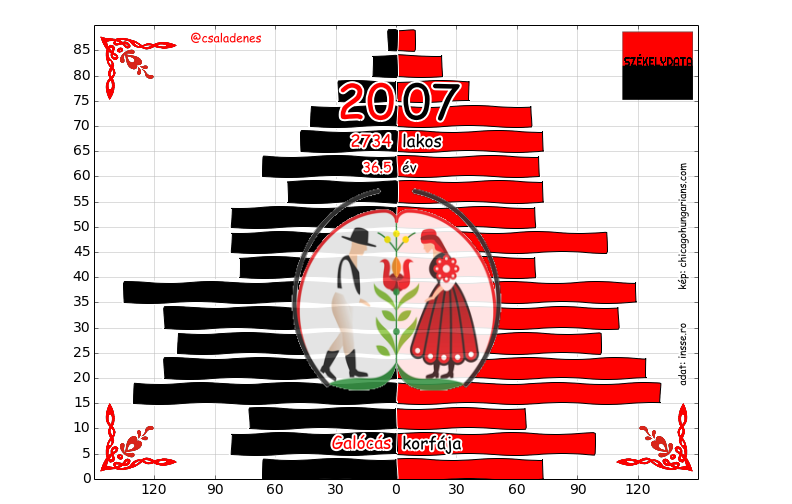 @csaladenes
SZÉKELYDATA
2007
2734 lakos
36.5 év
kép: chicagohungarians.com
adat: insse.ro
Galócás korfája
85
80
75
70
65
60
55
50
45
40
35
30
25
20
15
10
5
0
120 90 60 30 0 30 60 90 120